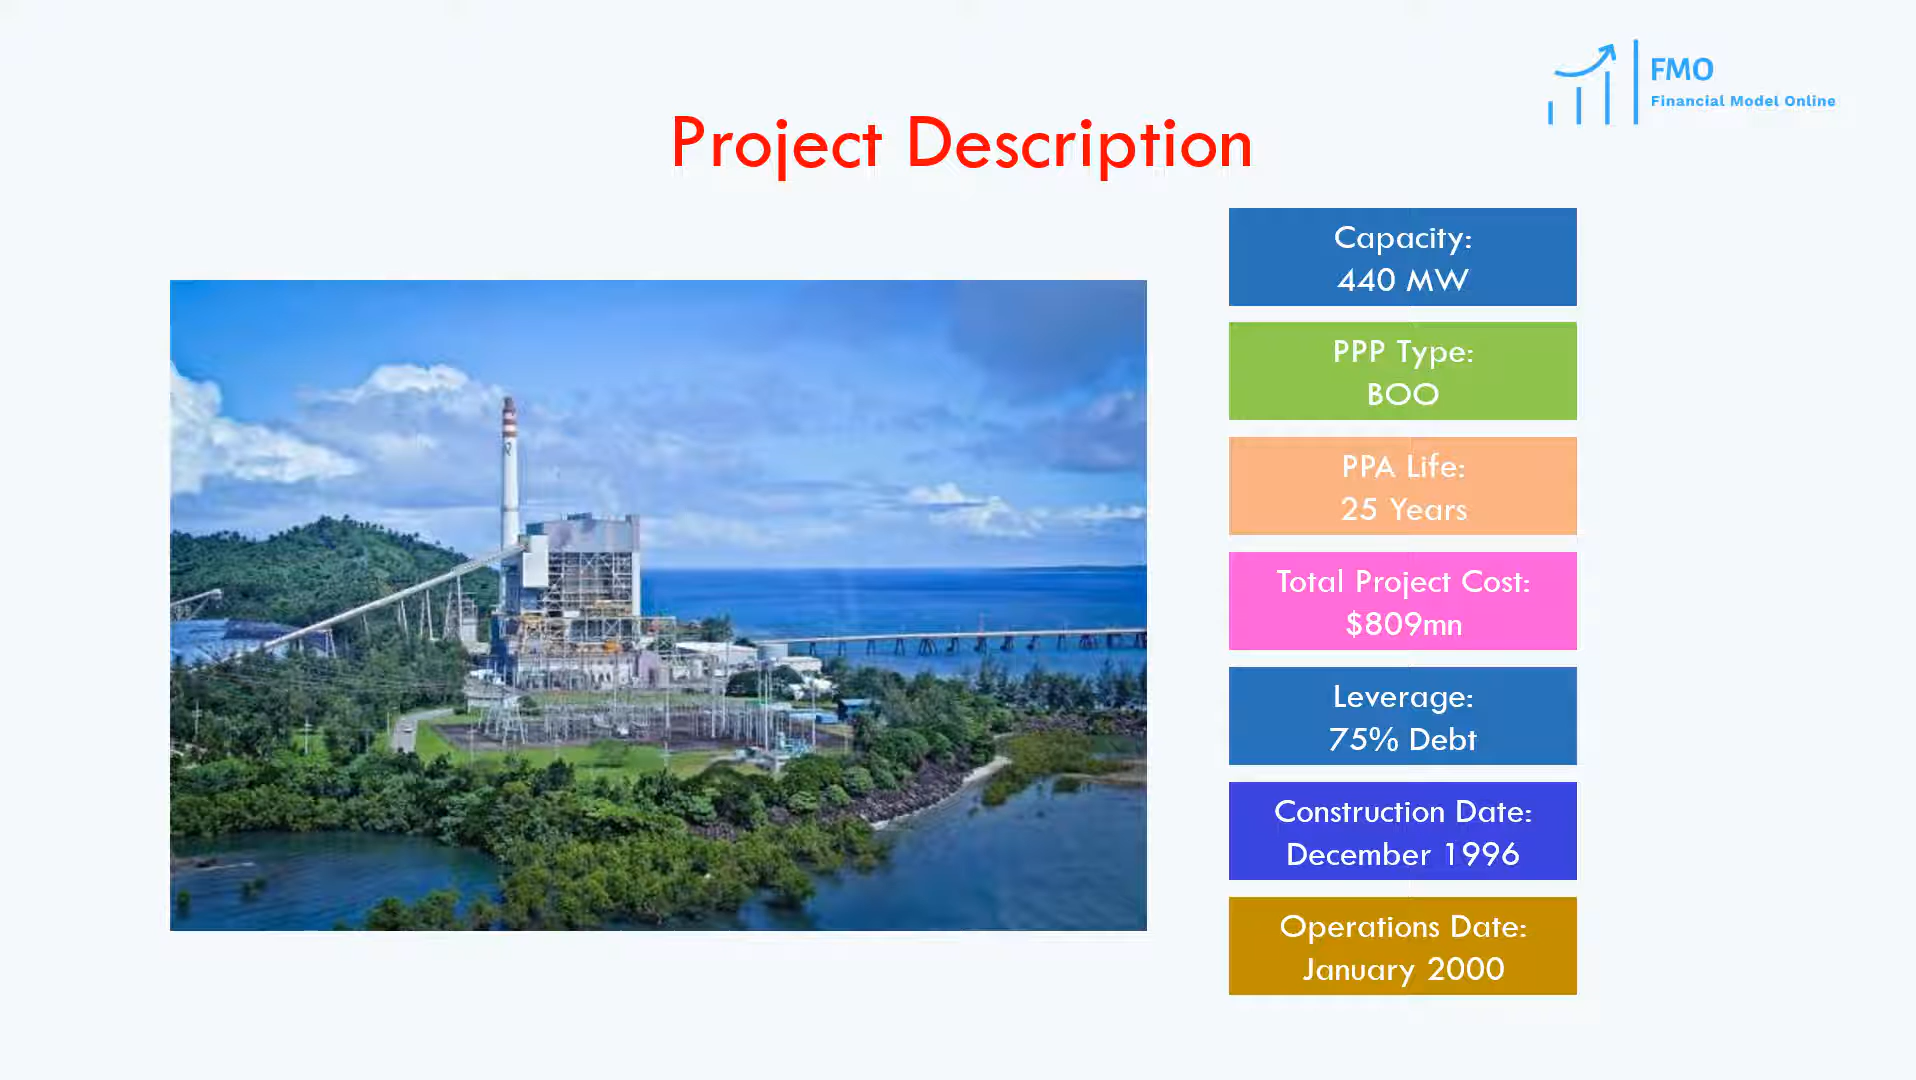 FMO
Financial Model Online
Project Description
Capacity:
440 MW
PPP Type:
BOO
PPA Life:
25 Years
Total Project Cost:
$809mn
Leverage:
75% Debt
Construction Date:
December 1996
Operations Date:
January 2000